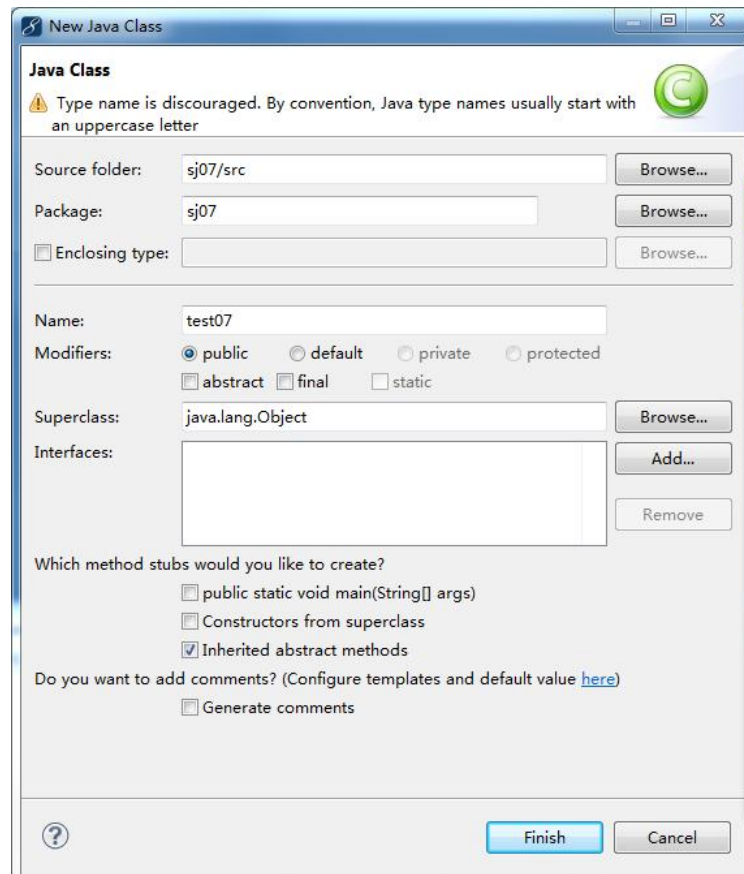 New Java Class
Java Class
Type name is discouraged. By convention, Java type names usually start with
an uppercase letter
Source folder: sj07/src Browse...
Package: sj07 Browse...
Enclosing type: Browse...
Name: test07
Modifiers: public default private protected
abstract final static
Superclass: java.lang.Object Browse...
Interfaces: Add...
Remove
Which method stubs would you like to create?
public static void main(String[] args)
Constructors from superclass
Inherited abstract methods
Do you want to add comments? (Configure templates and default value here)
Generate comments
? Finish Cancel